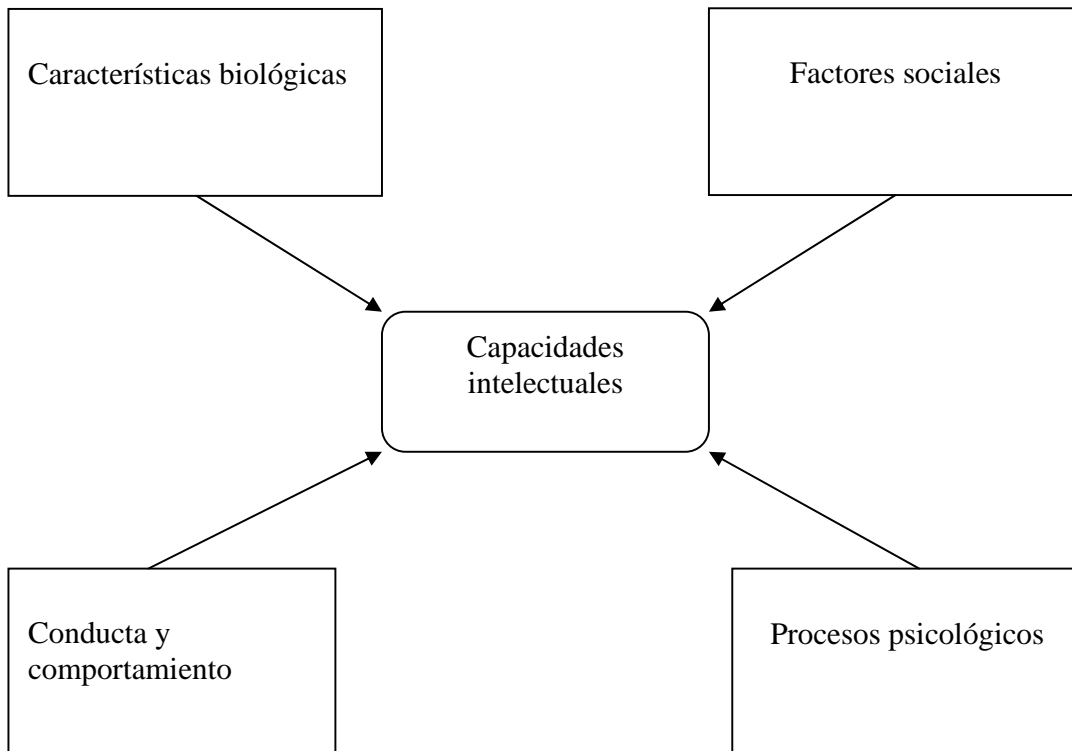 Características biológicas
Factores sociales
Capacidades
intelectuales
Conducta y
comportamiento
Procesos psicológicos